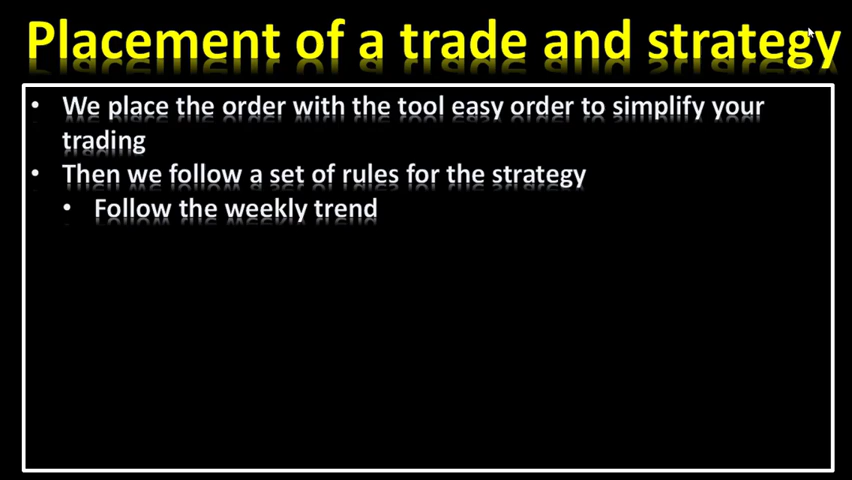 Placement of a trade and strategy
• We place the order with the tool easy order to simplify your
trading
• Then we follow a set of rules for the strategy
• Follow the weekly trend